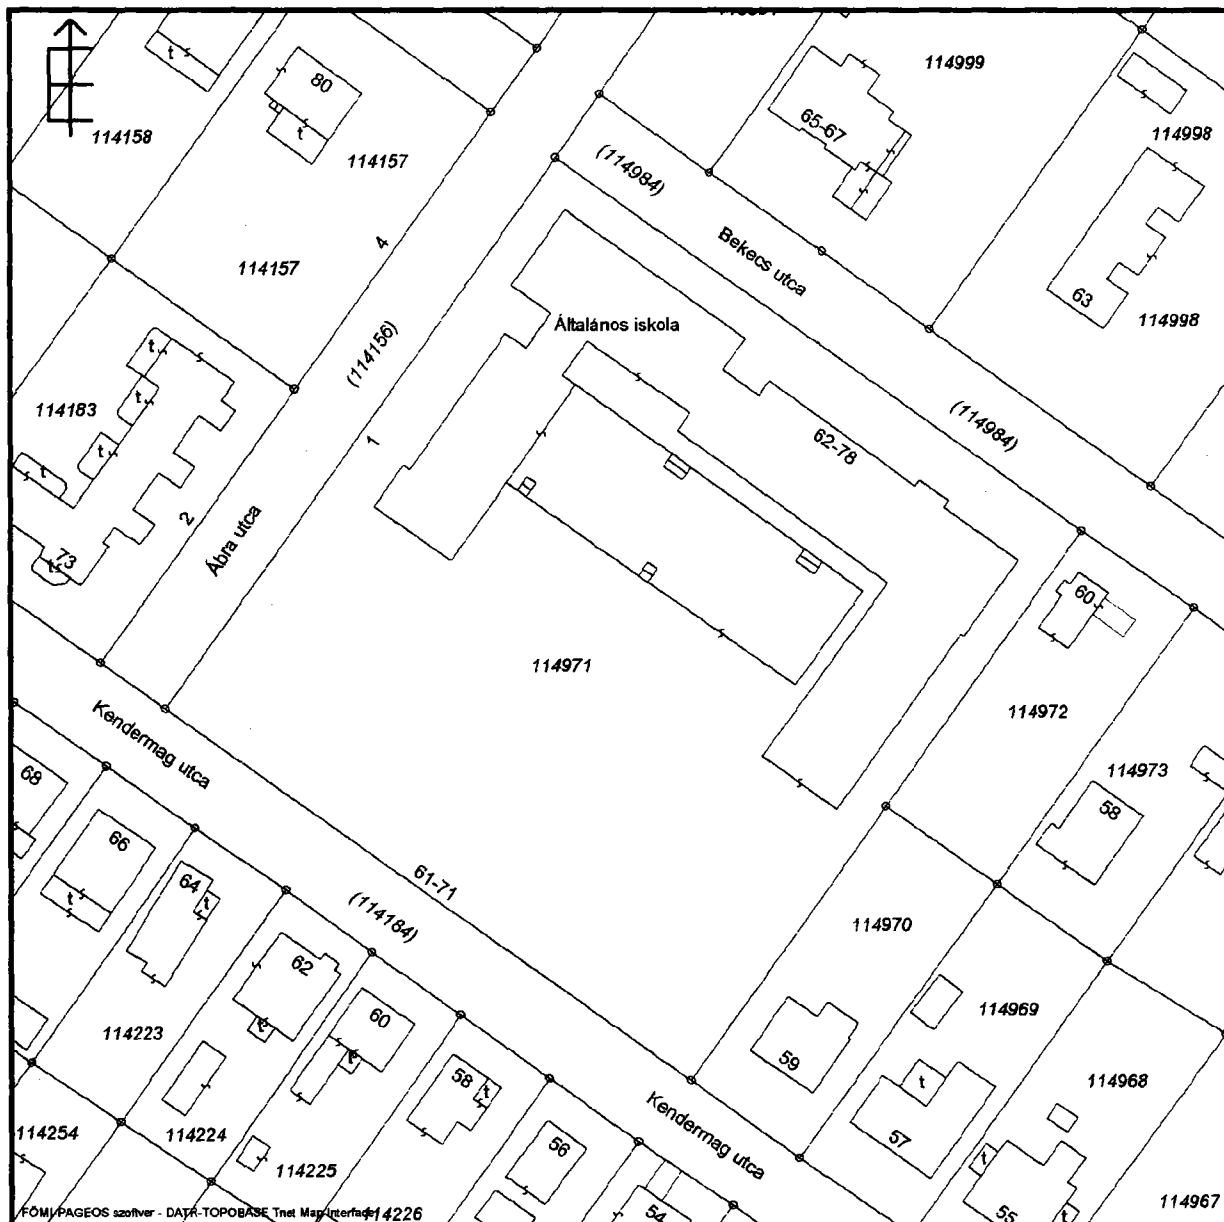 114999
t
80
65-67
114998
114158
t
114157
(114984)
4
Bekecs utca
114157
63
114998
Általános iskola
(114156)
t
t
114183
1
(114984)
62-78
t
t
2
Ábra utca
73
t
60
114971
114972
Kendermag utca
68
114973
58
66
64
t
t
61-71
(114184)
114970
62
t
60
t
114969
114223
59
58
t
t
114968
114254
114224
Kendermag utca
57
56
t
114225
54
55
t
114967
FÖMI, PAGEOS szoftver - DATR-TOPOBASE Tnet Map Interface
114226